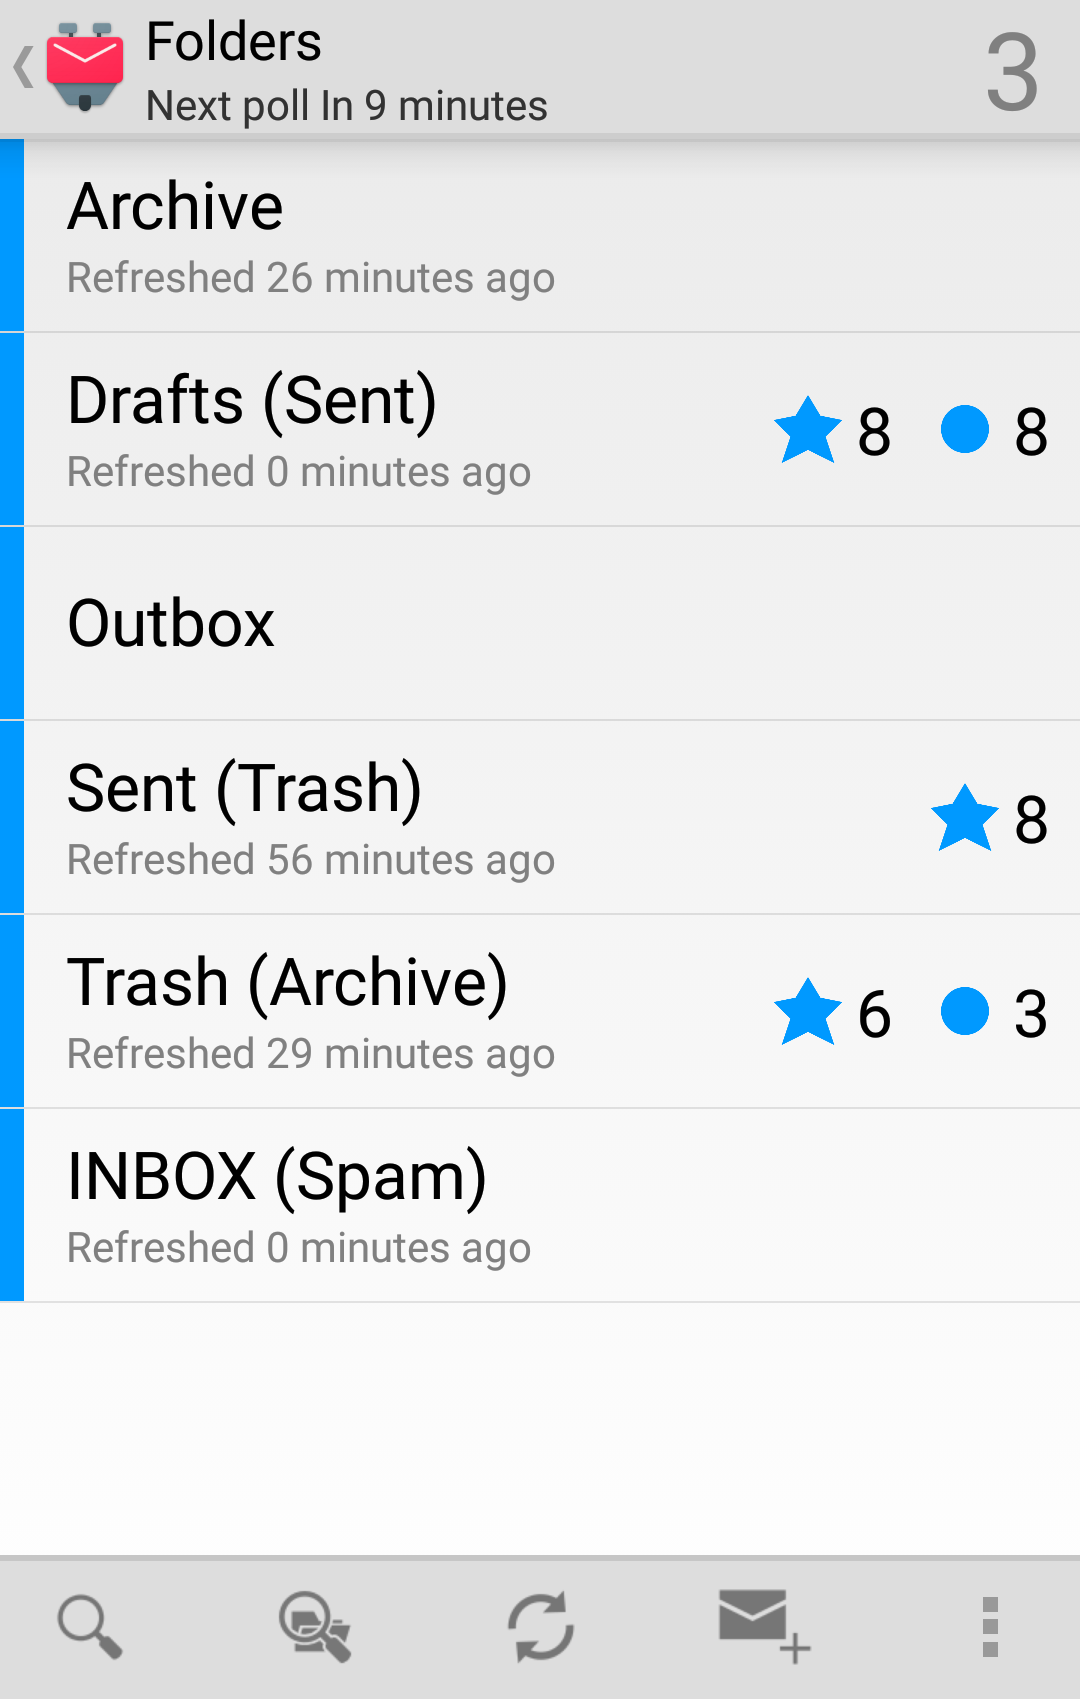 Folders
Next poll In 9 minutes
3
Archive
Refreshed 26 minutes ago
Drafts (Sent)
Refreshed 0 minutes ago
8 8
Outbox
Sent (Trash)
Refreshed 56 minutes ago
8
Trash (Archive)
Refreshed 29 minutes ago
6 3
INBOX (Spam)
Refreshed 0 minutes ago